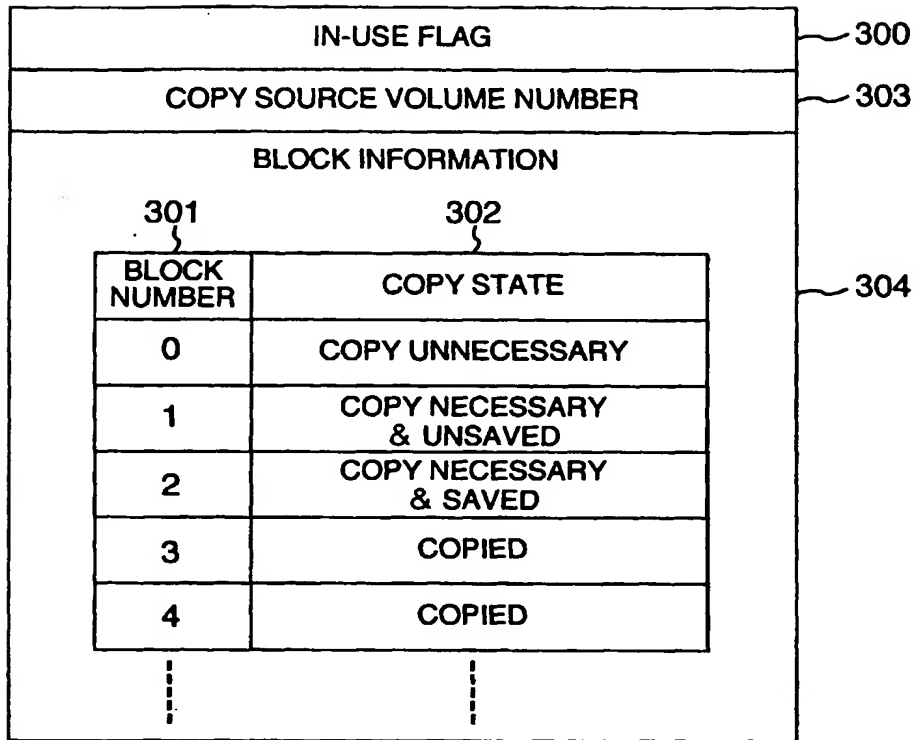 IN-USE FLAG 300
COPY SOURCE VOLUME NUMBER 303
BLOCK INFORMATION
301 302
BLOCK NUMBER COPY STATE 304
0 COPY UNNECESSARY
1 COPY NECESSARY
& UNSAVED
2 COPY NECESSARY
& SAVED
3 COPIED
4 COPIED